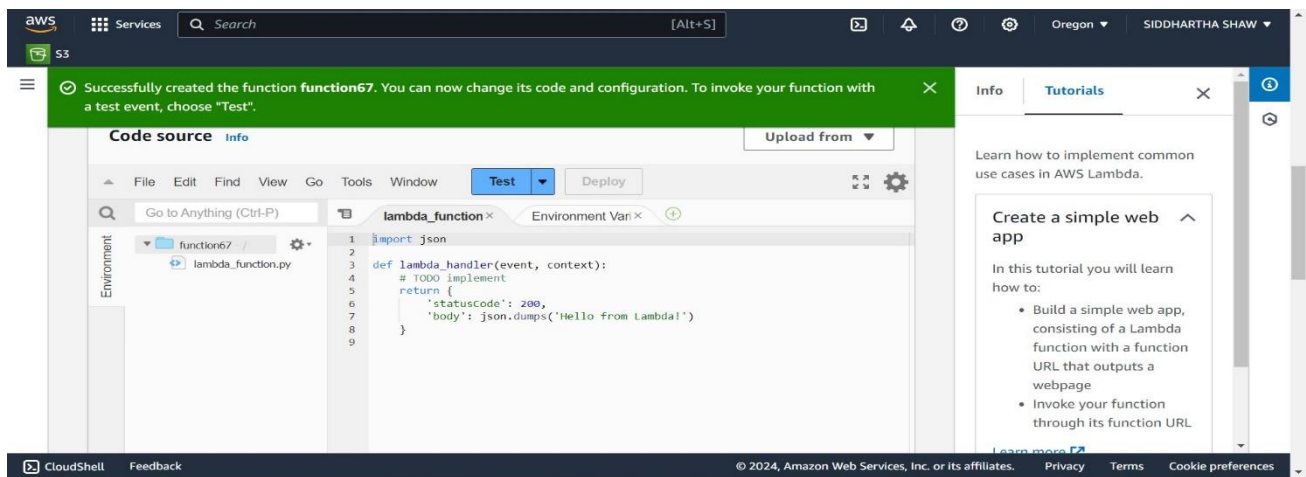 aws
Services
Search
[Alt+S]
Oregon
SIDDHARTHA SHAW
S3
Successfully created the function function67. You can now change its code and configuration. To invoke your function with
a test event, choose "Test".
Code source Info
Upload from
File Edit Find View Go Tools Window Test Deploy
Go to Anything (Ctrl-P)
Environment
function67 /
lambda_function.py
lambda_function × Environment Vari ×
1 import json
2
3 def lambda_handler(event, context):
4     # TODO implement
5     return {
6         'statusCode': 200,
7         'body': json.dumps('Hello from Lambda!')
8     }
9
Info
Tutorials
Learn how to implement common
use cases in AWS Lambda.
Create a simple web
app
In this tutorial you will learn
how to:
• Build a simple web app,
consisting of a Lambda
function with a function
URL that outputs a
webpage
• Invoke your function
through its function URL
Learn more
CloudShell
Feedback
© 2024, Amazon Web Services, Inc. or its affiliates.
Privacy
Terms
Cookie preferences